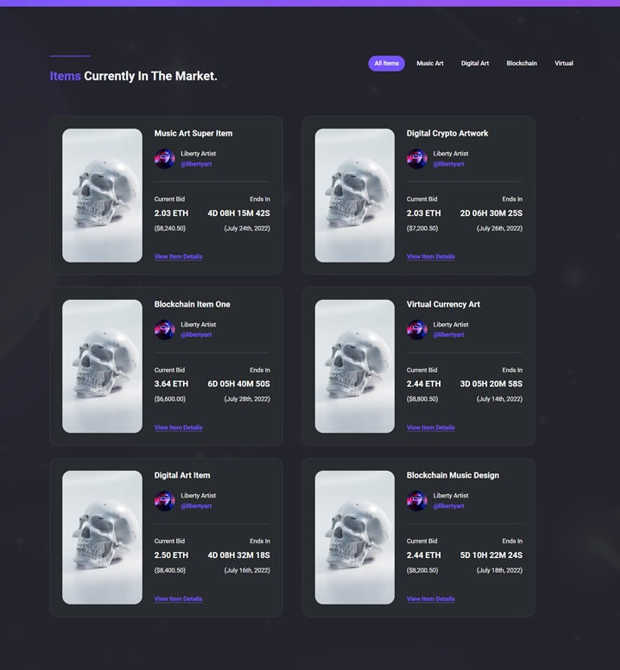 Items Currently In The Market.
All Items Music Art Digital Art Blockchain Virtual
Music Art Super Item
Liberty Artist
@libertyart
Current Bid Ends In
2.03 ETH 4D 08H 15M 42S
($8,240.50) (July 24th, 2022)
View Item Details
Digital Crypto Artwork
Liberty Artist
@libertyart
Current Bid Ends In
2.03 ETH 2D 06H 30M 25S
($7,200.50) (July 26th, 2022)
View Item Details
Blockchain Item One
Liberty Artist
@libertyart
Current Bid Ends In
3.64 ETH 6D 05H 40M 50S
($6,600.00) (July 28th, 2022)
View Item Details
Virtual Currency Art
Liberty Artist
@libertyart
Current Bid Ends In
2.44 ETH 3D 05H 20M 58S
($8,800.50) (July 14th, 2022)
View Item Details
Digital Art Item
Liberty Artist
@libertyart
Current Bid Ends In
2.50 ETH 4D 08H 32M 18S
($8,400.50) (July 16th, 2022)
View Item Details
Blockchain Music Design
Liberty Artist
@libertyart
Current Bid Ends In
2.44 ETH 5D 10H 22M 24S
($8,200.50) (July 18th, 2022)
View Item Details